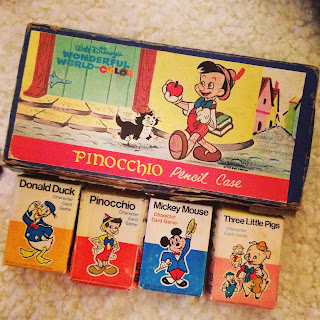 Walt Disney's
WONDERFUL
WORLD OF COLOR
PINOCCHIO Pencil Case
Donald Duck
Character
Card Game
Pinocchio
Character
Card Game
Mickey Mouse
Character
Card Game
Three Little Pigs
Character
Card Game